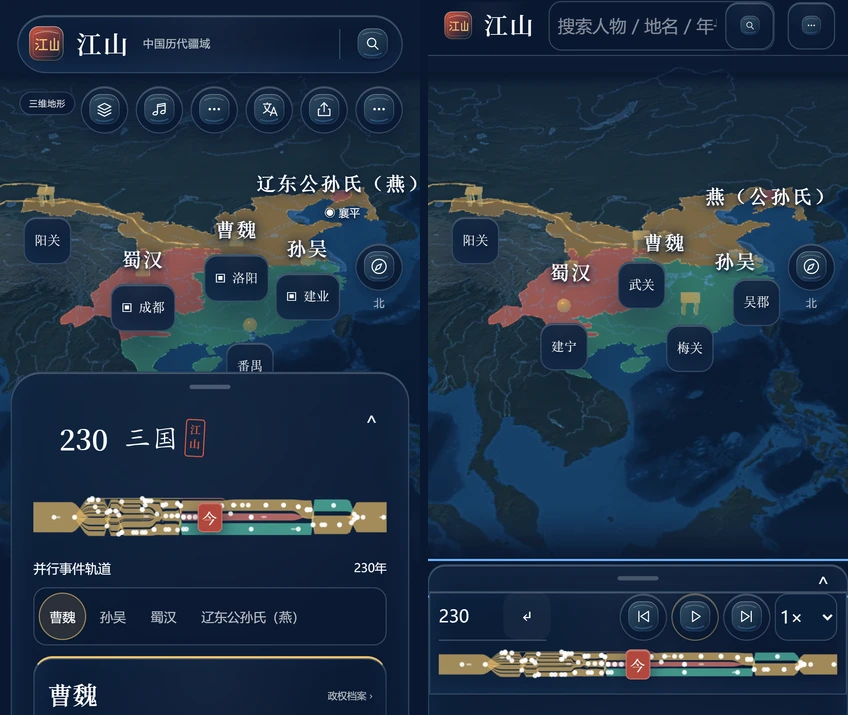 江山 江山 中国历代疆域
三维地形
辽东公孙氏（燕）
襄平
阳关
曹魏
蜀汉
孙吴
洛阳
成都
建业
北
番禺
230 三国 江山
今
并行事件轨道 230年
曹魏 孙吴 蜀汉 辽东公孙氏（燕）
曹魏 政权档案 ›
江山 江山 搜索人物 / 地名 / 年
燕（公孙氏）
阳关
曹魏
孙吴
蜀汉
武关
吴郡
北
建宁
梅关
230 1×
今